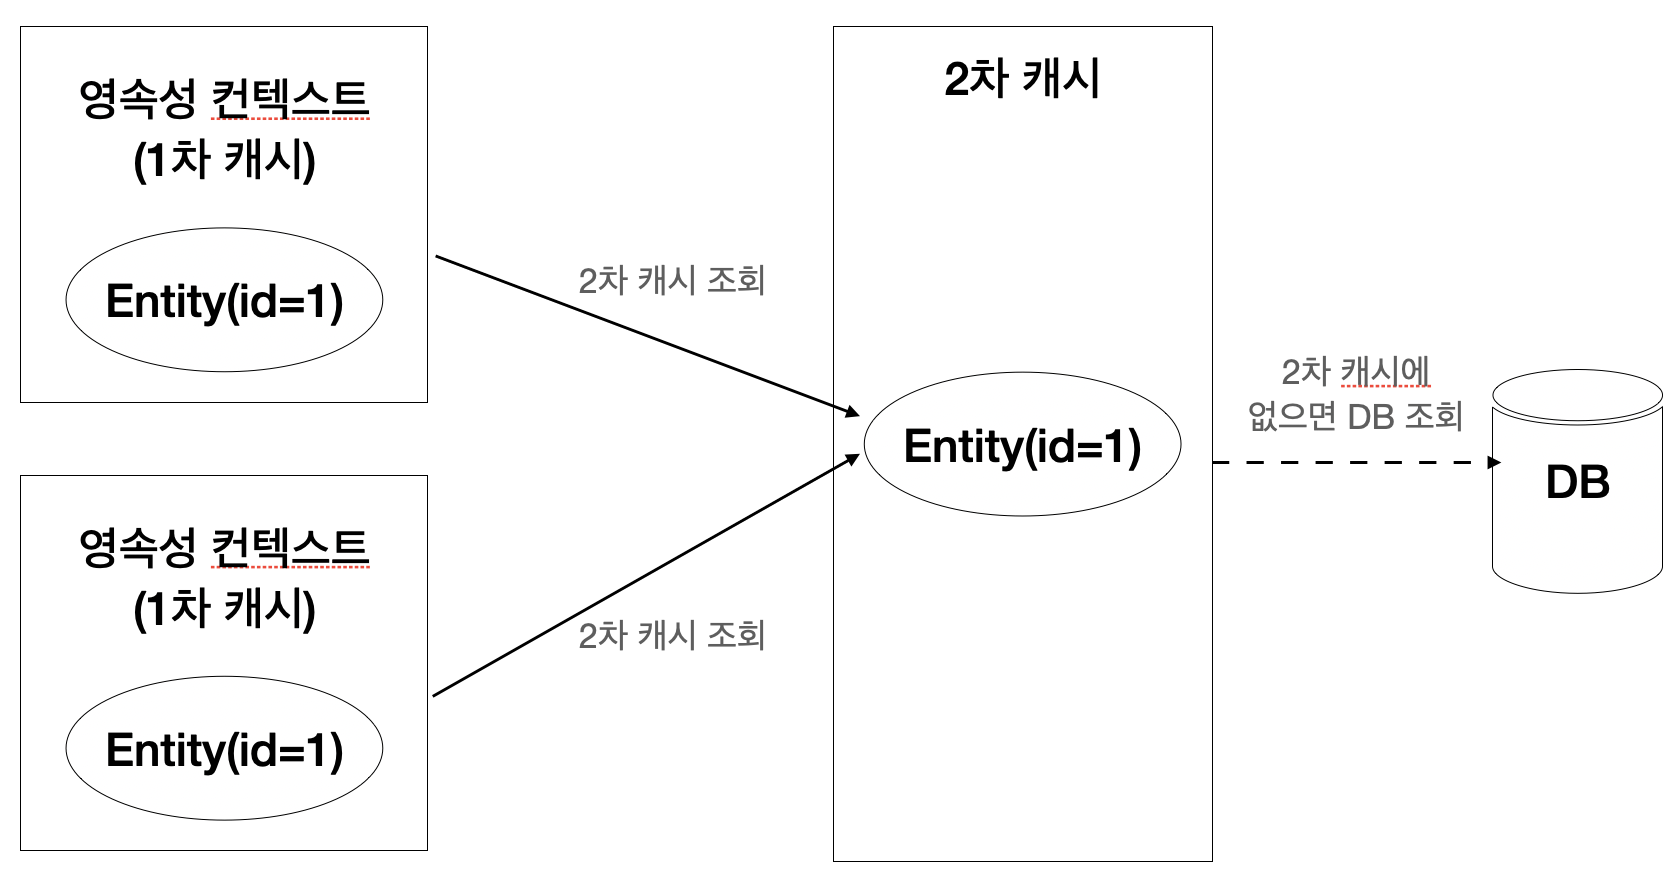 영속성 컨텍스트
(1차 캐시)
Entity(id=1)
2차 캐시 조회
영속성 컨텍스트
(1차 캐시)
Entity(id=1)
2차 캐시 조회
2차 캐시
Entity(id=1)
2차 캐시에
없으면 DB 조회
DB